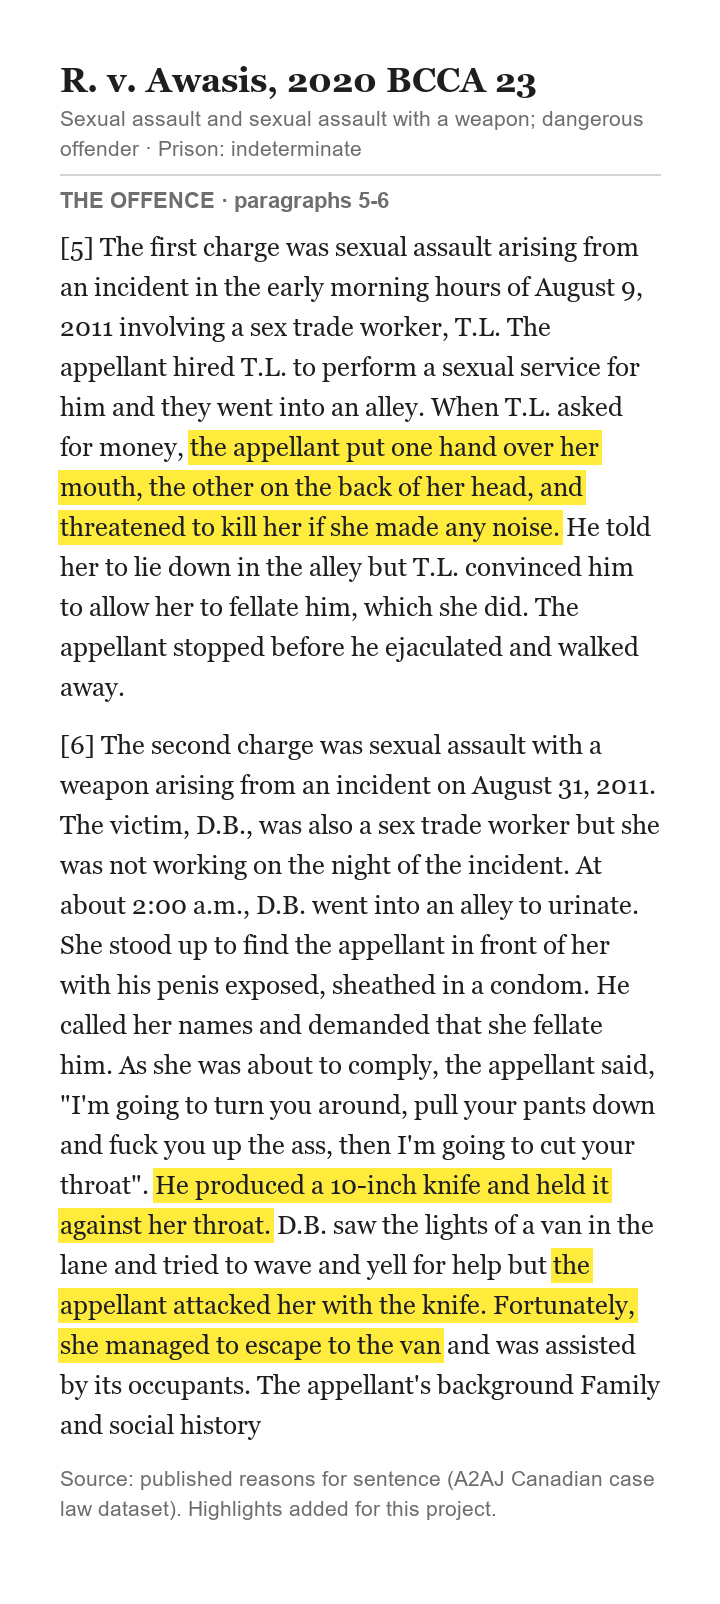 R. v. Awasis, 2020 BCCA 23
Sexual assault and sexual assault with a weapon; dangerous
offender · Prison: indeterminate
THE OFFENCE · paragraphs 5-6
[5] The first charge was sexual assault arising from
an incident in the early morning hours of August 9,
2011 involving a sex trade worker, T.L. The
appellant hired T.L. to perform a sexual service for
him and they went into an alley. When T.L. asked
for money, the appellant put one hand over her
mouth, the other on the back of her head, and
threatened to kill her if she made any noise. He told
her to lie down in the alley but T.L. convinced him
to allow her to fellate him, which she did. The
appellant stopped before he ejaculated and walked
away.
[6] The second charge was sexual assault with a
weapon arising from an incident on August 31, 2011.
The victim, D.B., was also a sex trade worker but she
was not working on the night of the incident. At
about 2:00 a.m., D.B. went into an alley to urinate.
She stood up to find the appellant in front of her
with his penis exposed, sheathed in a condom. He
called her names and demanded that she fellate
him. As she was about to comply, the appellant said,
"I'm going to turn you around, pull your pants down
and fuck you up the ass, then I'm going to cut your
throat". He produced a 10-inch knife and held it
against her throat. D.B. saw the lights of a van in the
lane and tried to wave and yell for help but the
appellant attacked her with the knife. Fortunately,
she managed to escape to the van and was assisted
by its occupants. The appellant's background Family
and social history
Source: published reasons for sentence (A2AJ Canadian case
law dataset). Highlights added for this project.